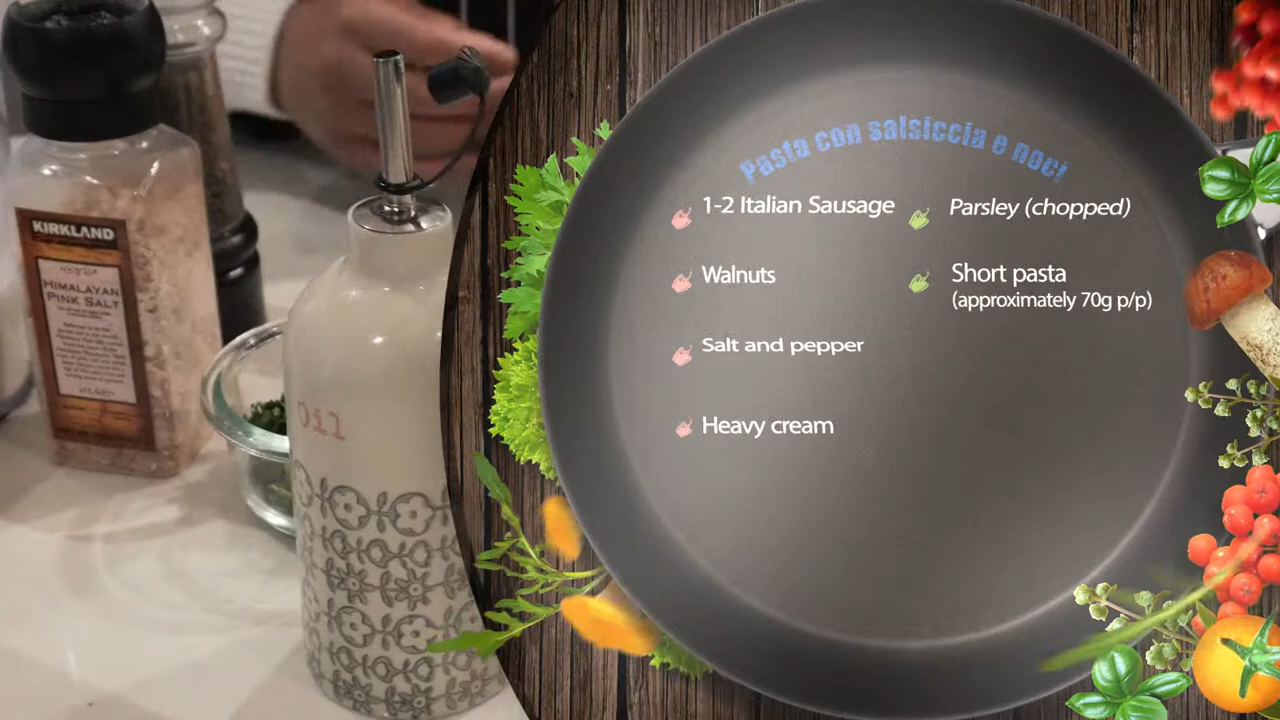 KIRKLAND
HIMALAYAN
PINK SALT
Oil
Pasta con salsiccia e noci
1-2 Italian Sausage
Walnuts
Salt and pepper
Heavy cream
Parsley (chopped)
Short pasta
(approximately 70g p/p)